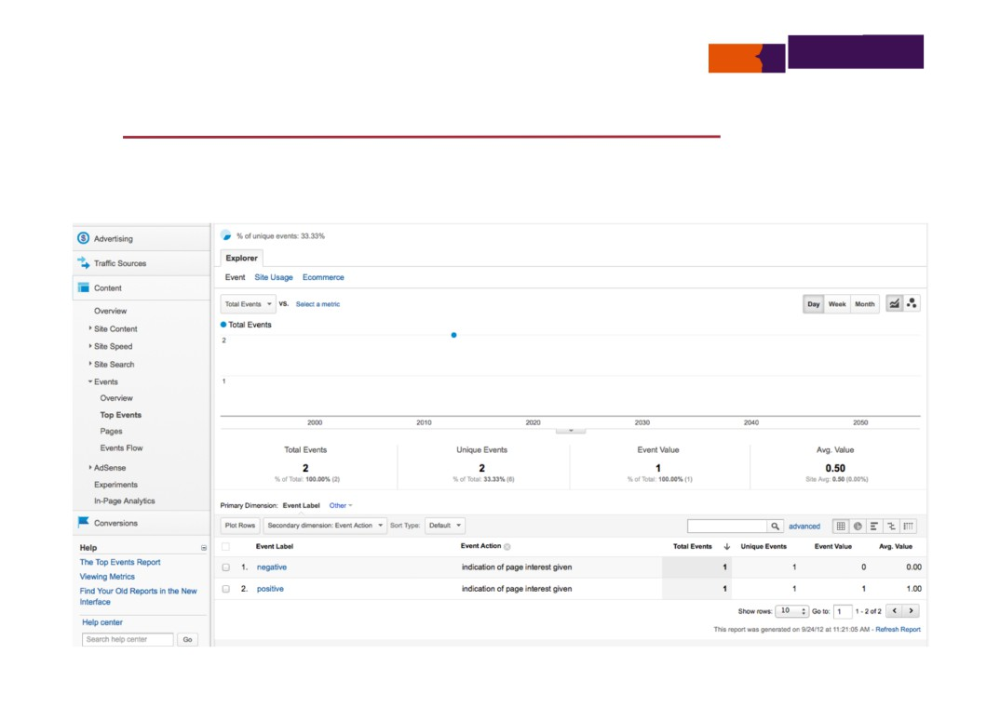 Advertising
Traffic Sources
Content
Overview
Site Content
Site Speed
Site Search
Events
Overview
Top Events
Pages
Events Flow
AdSense
Experiments
In-Page Analytics
Conversions
Help
The Top Events Report
Viewing Metrics
Find Your Old Reports in the New
Interface
Help center
Search help center Go
% of unique events: 33.33%
Explorer
Event Site Usage Ecommerce
Total Events VS. Select a metric Day Week Month
Total Events
2
1
2000 2010 2020 2030 2040 2050
Total Events Unique Events Event Value Avg. Value
2 2 1 0.50
% of Total: 100.00% (2) % of Total: 33.33% (6) % of Total: 100.00% (1) Site Avg: 0.50 (0.00%)
Primary Dimension: Event Label Other
Plot Rows Secondary dimension: Event Action Sort Type: Default advanced
Event Label Event Action Total Events Unique Events Event Value Avg. Value
1. negative indication of page interest given 1 1 0 0.00
2. positive indication of page interest given 1 1 1 1.00
Show rows: 10 Go to: 1 1 - 2 of 2
This report was generated on 9/24/12 at 11:21:05 AM - Refresh Report